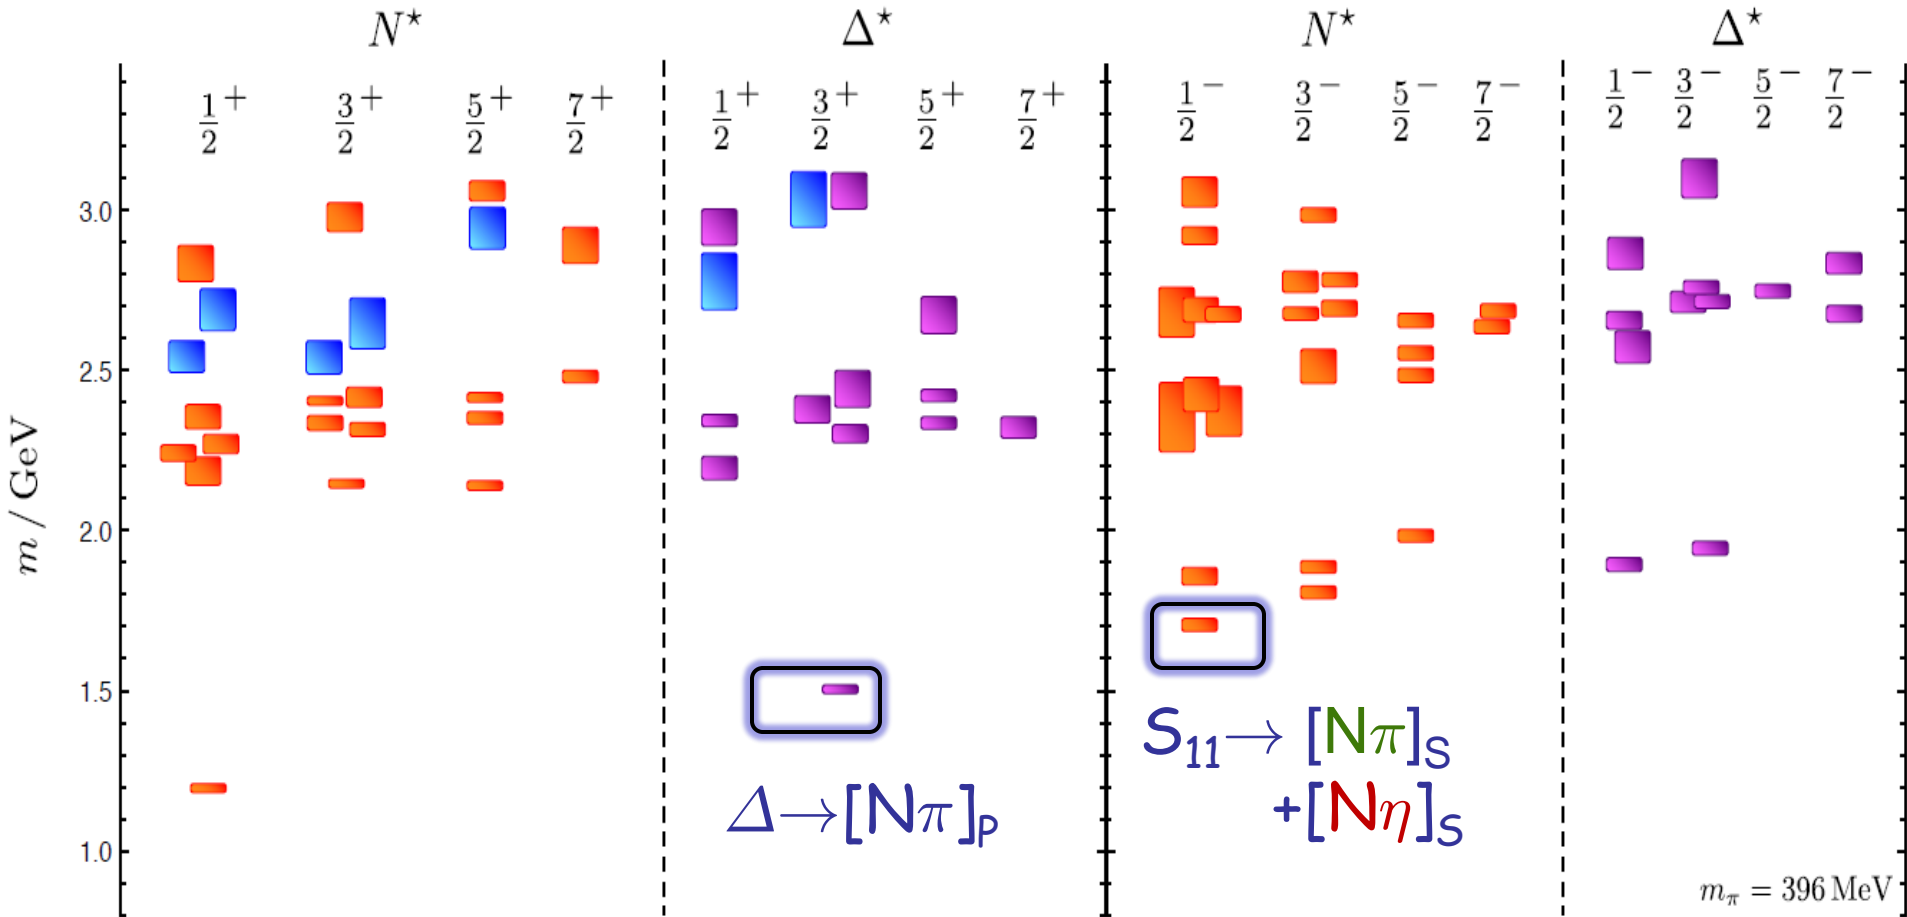 N* Δ* N* Δ*
1/2+ 3/2+ 5/2+ 7/2+ 1/2+ 3/2+ 5/2+ 7/2+ 1/2− 3/2− 5/2− 7/2− 1/2− 3/2− 5/2− 7/2−
m / GeV
3.0
2.5
2.0
1.5
1.0
Δ→[Nπ]P
S11→ [Nπ]S
+[Nη]S
mπ = 396 MeV